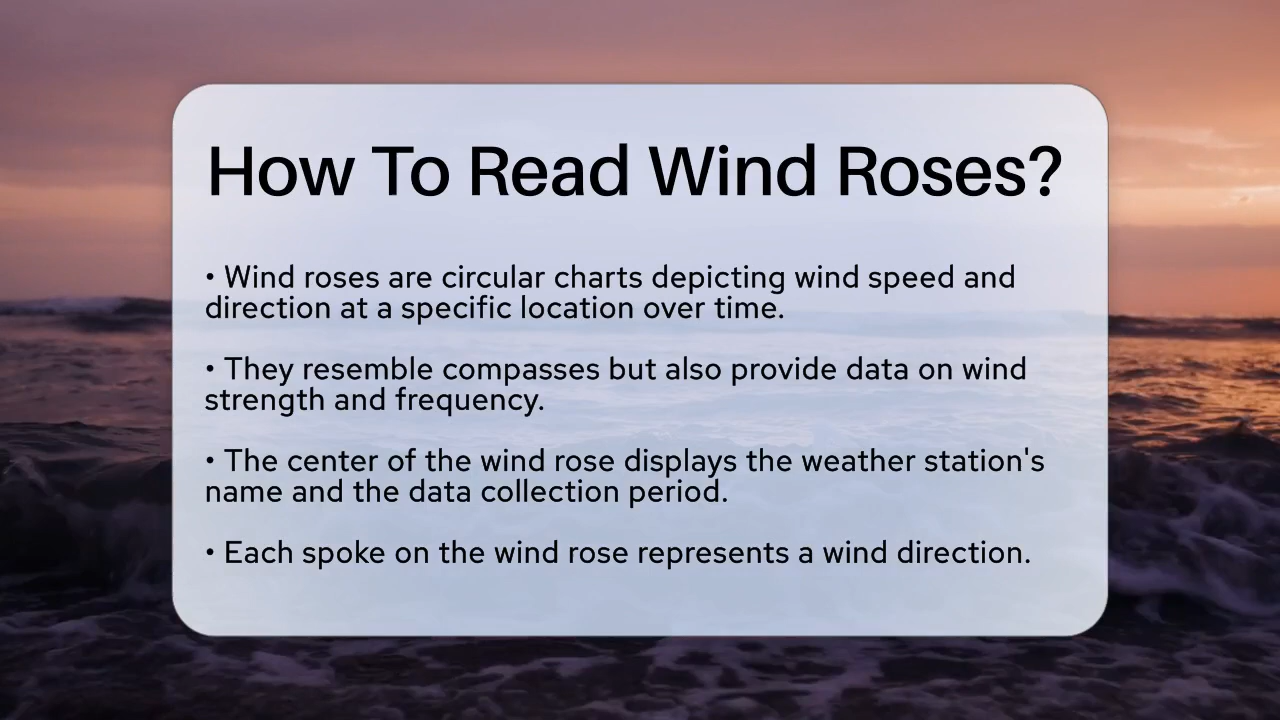 How To Read Wind Roses?
• Wind roses are circular charts depicting wind speed and
direction at a specific location over time.
• They resemble compasses but also provide data on wind
strength and frequency.
• The center of the wind rose displays the weather station's
name and the data collection period.
• Each spoke on the wind rose represents a wind direction.